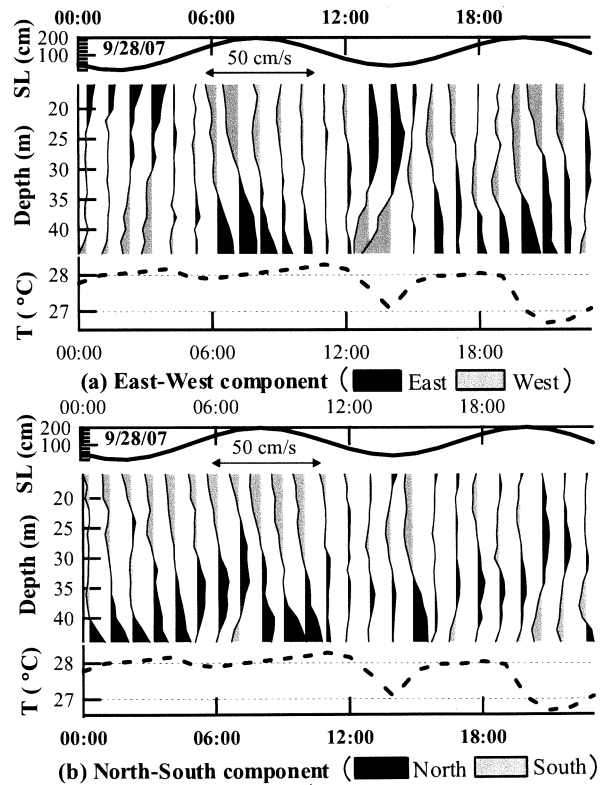 00:00 06:00 12:00 18:00
SL (cm)
200
100
9/28/07
50 cm/s
Depth (m)
20
25
30
35
40
T (°C)
28
27
00:00 06:00 12:00 18:00
(a) East-West component ( East West )
00:00 06:00 12:00 18:00
SL (cm)
200
100
9/28/07
50 cm/s
Depth (m)
20
25
30
35
40
T (°C)
28
27
00:00 06:00 12:00 18:00
(b) North-South component ( North South )